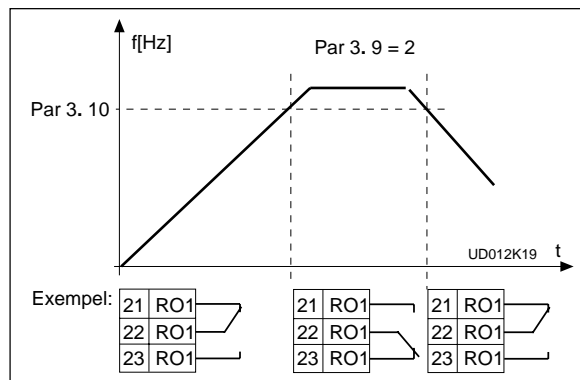 f[Hz]
Par 3. 9 = 2
Par 3. 10
t
UD012K19
Exempel:
21 RO1
22 RO1
23 RO1
21 RO1
22 RO1
23 RO1
21 RO1
22 RO1
23 RO1